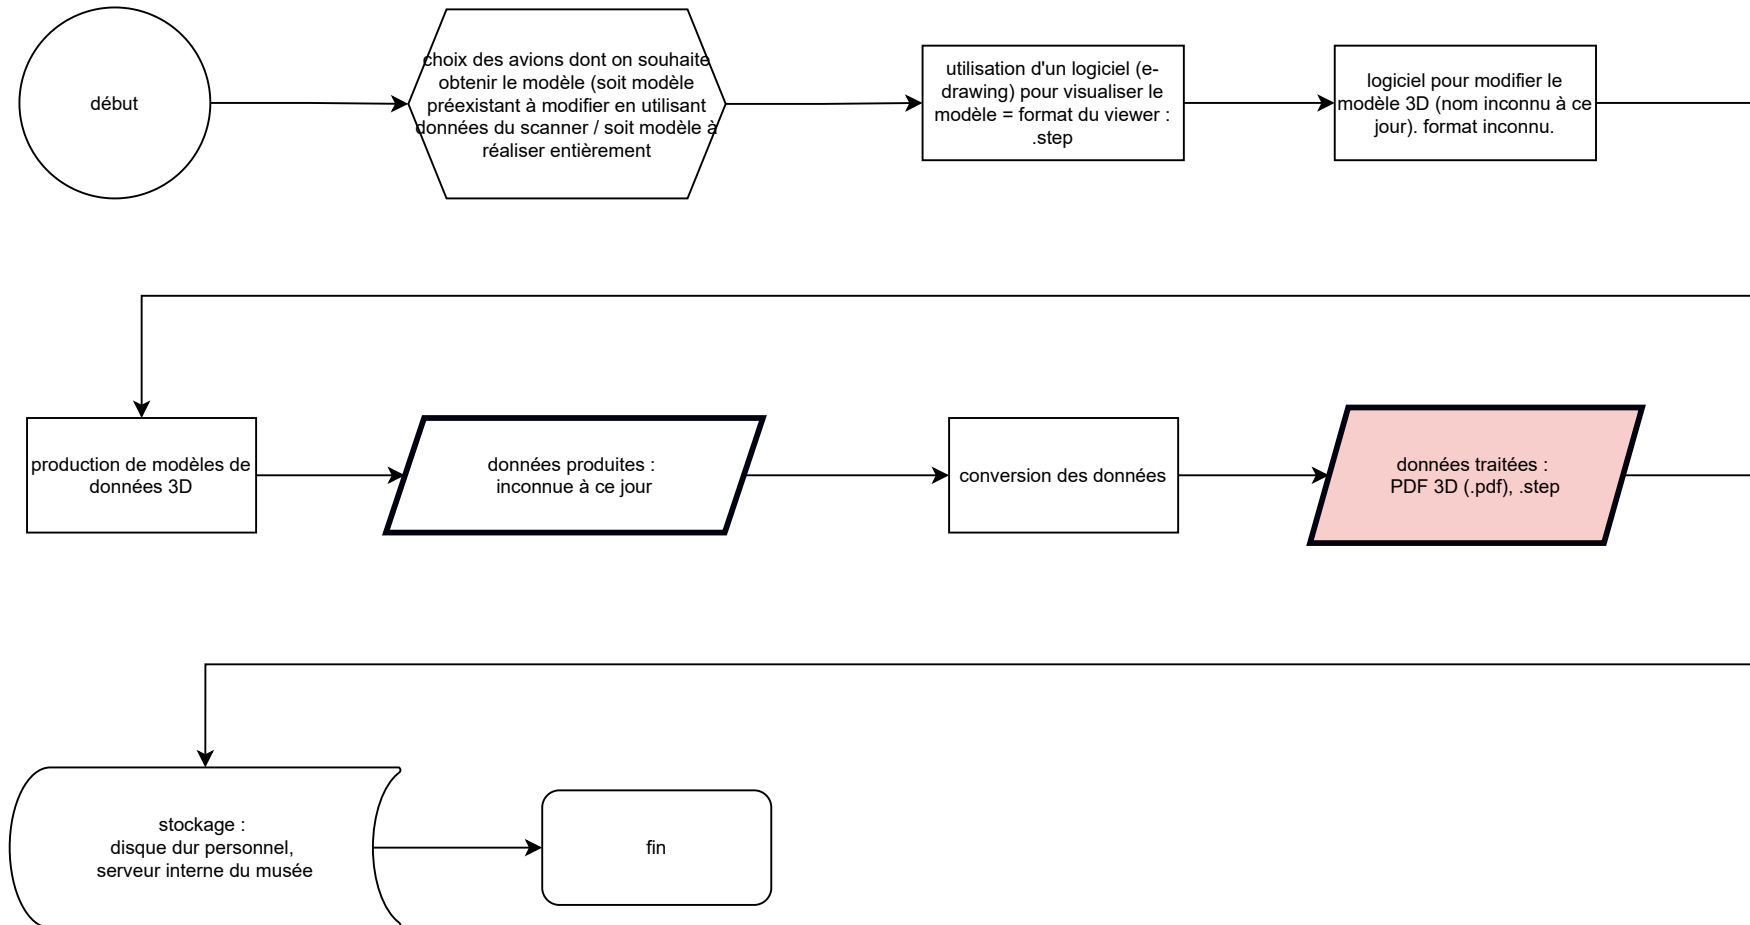 début
choix des avions dont on souhaite
obtenir le modèle (soit modèle
préexistant à modifier en utilisant
données du scanner / soit modèle à
réaliser entièrement
utilisation d'un logiciel (e-
drawing) pour visualiser le
modèle = format du viewer :
.step
logiciel pour modifier le
modèle 3D (nom inconnu à ce
jour). format inconnu.
production de modèles de
données 3D
données produites :
inconnue à ce jour
conversion des données
données traitées :
PDF 3D (.pdf), .step
stockage :
disque dur personnel,
serveur interne du musée
fin